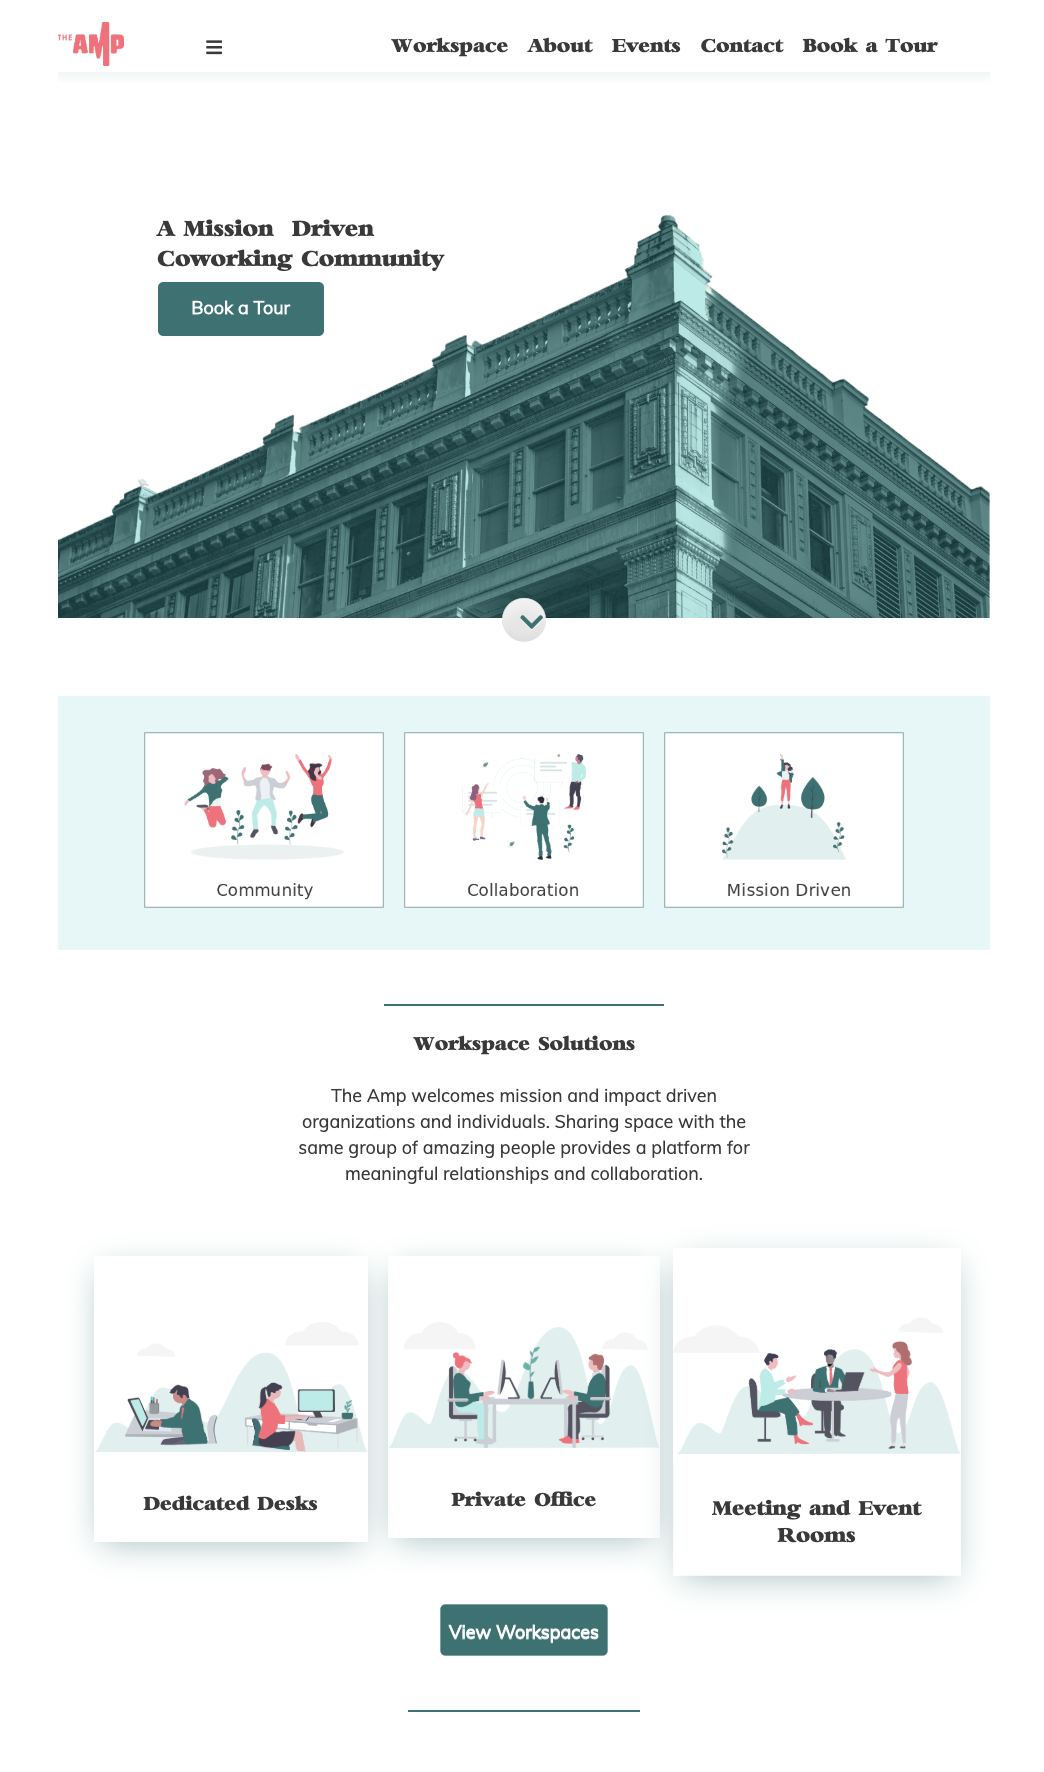 THE AMP
Workspace About Events Contact Book a Tour
A Mission Driven
Coworking Community
Book a Tour
Community
Collaboration
Mission Driven
Workspace Solutions
The Amp welcomes mission and impact driven
organizations and individuals. Sharing space with the
same group of amazing people provides a platform for
meaningful relationships and collaboration.
Dedicated Desks
Private Office
Meeting and Event
Rooms
View Workspaces